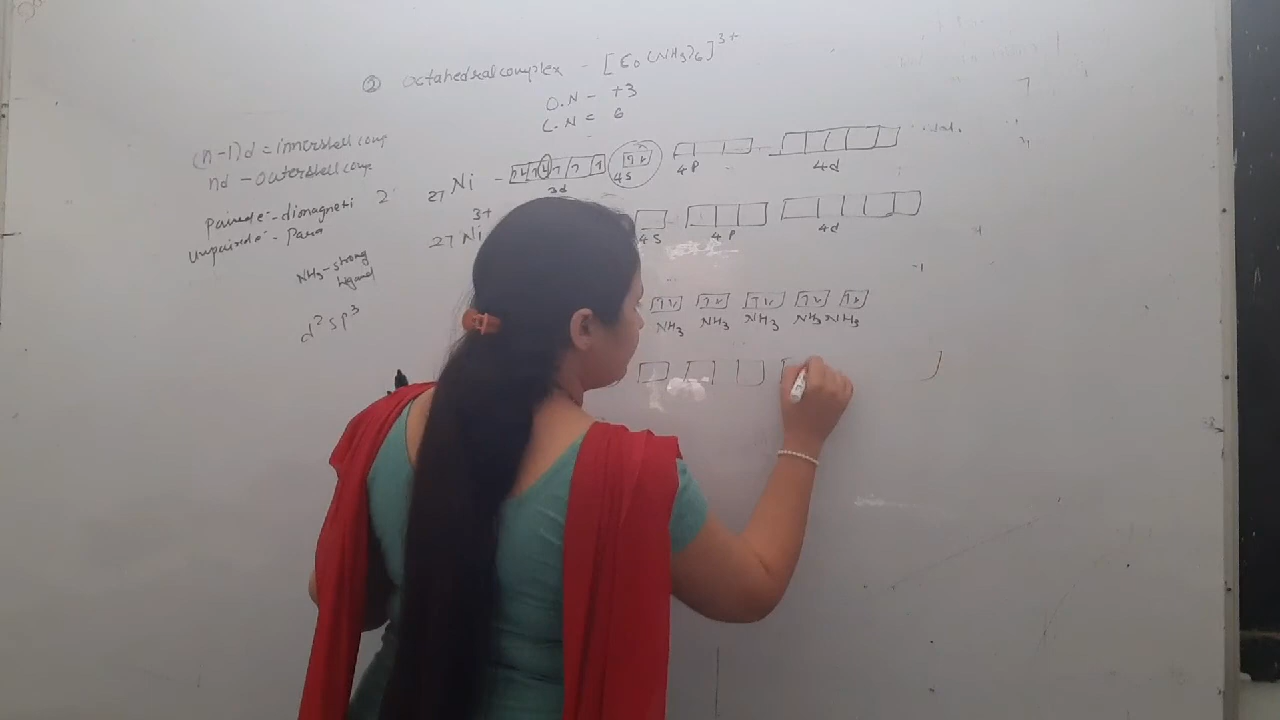 ② octahedral complex - [Co(NH3)6]3+
O.N - +3
C.N = 6
(n-1)d = innershell comp
nd - outershell comp
Paired e- - diamagneti 2
Unpaired e- - Para
NH3 - strong
ligand
d2sp3
27 Ni - 3d 4s 4P 4d
27 Ni 3+ 4s 4P 4d
NH3 NH3 NH3 NH3 NH3